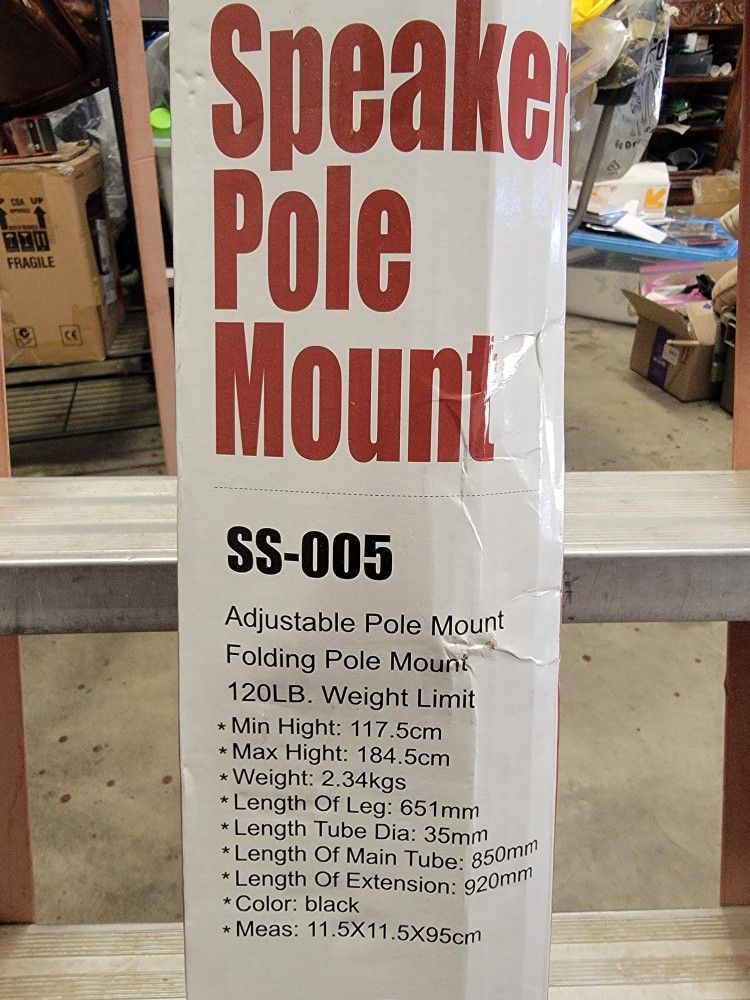 Speaker
Pole
Mount
SS-005
Adjustable Pole Mount
Folding Pole Mount
120LB. Weight Limit
*Min Hight: 117.5cm
*Max Hight: 184.5cm
*Weight: 2.34kgs
*Length Of Leg: 651mm
*Length Tube Dia: 35mm
*Length Of Main Tube: 850mm
*Length Of Extension: 920mm
*Color: black
*Meas: 11.5X11.5X95cm
UP
FRAGILE